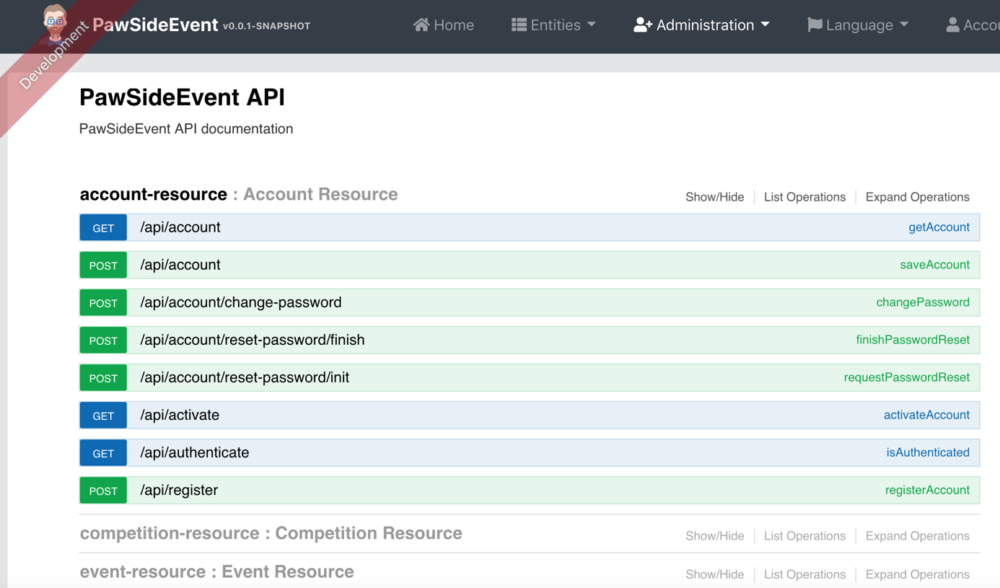 PawSideEvent v0.0.1-SNAPSHOT Home Entities Administration Language Accou
Development
PawSideEvent API
PawSideEvent API documentation
account-resource : Account Resource Show/Hide List Operations Expand Operations
GET /api/account getAccount
POST /api/account saveAccount
POST /api/account/change-password changePassword
POST /api/account/reset-password/finish finishPasswordReset
POST /api/account/reset-password/init requestPasswordReset
GET /api/activate activateAccount
GET /api/authenticate isAuthenticated
POST /api/register registerAccount
competition-resource : Competition Resource Show/Hide List Operations Expand Operations
event-resource : Event Resource Show/Hide List Operations Expand Operations